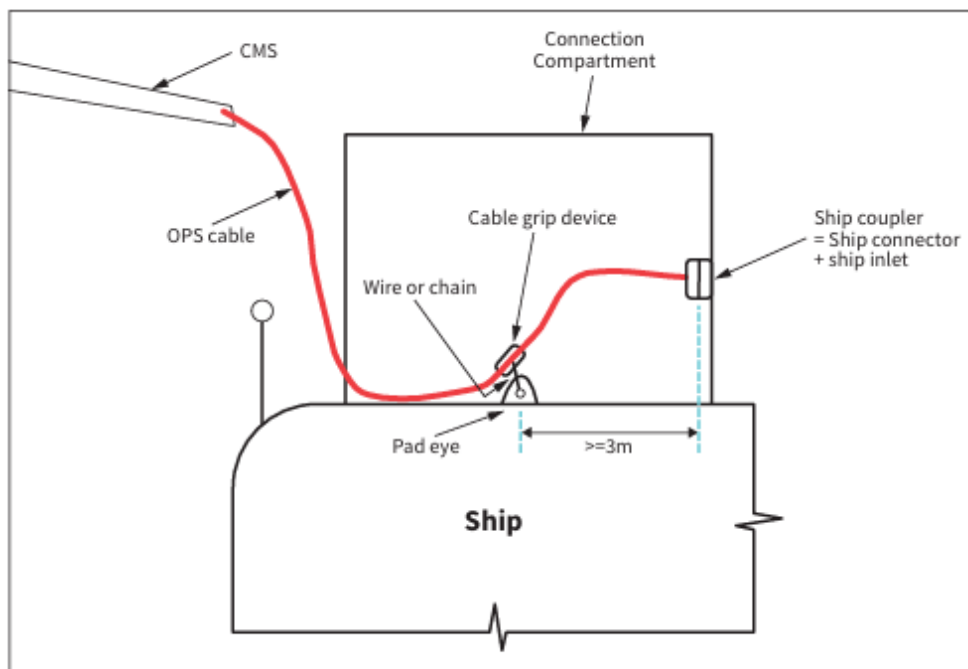 CMS
Connection
Compartment
OPS cable
Cable grip device
Ship coupler
= Ship connector
+ ship inlet
Wire or chain
Pad eye
>=3m
Ship